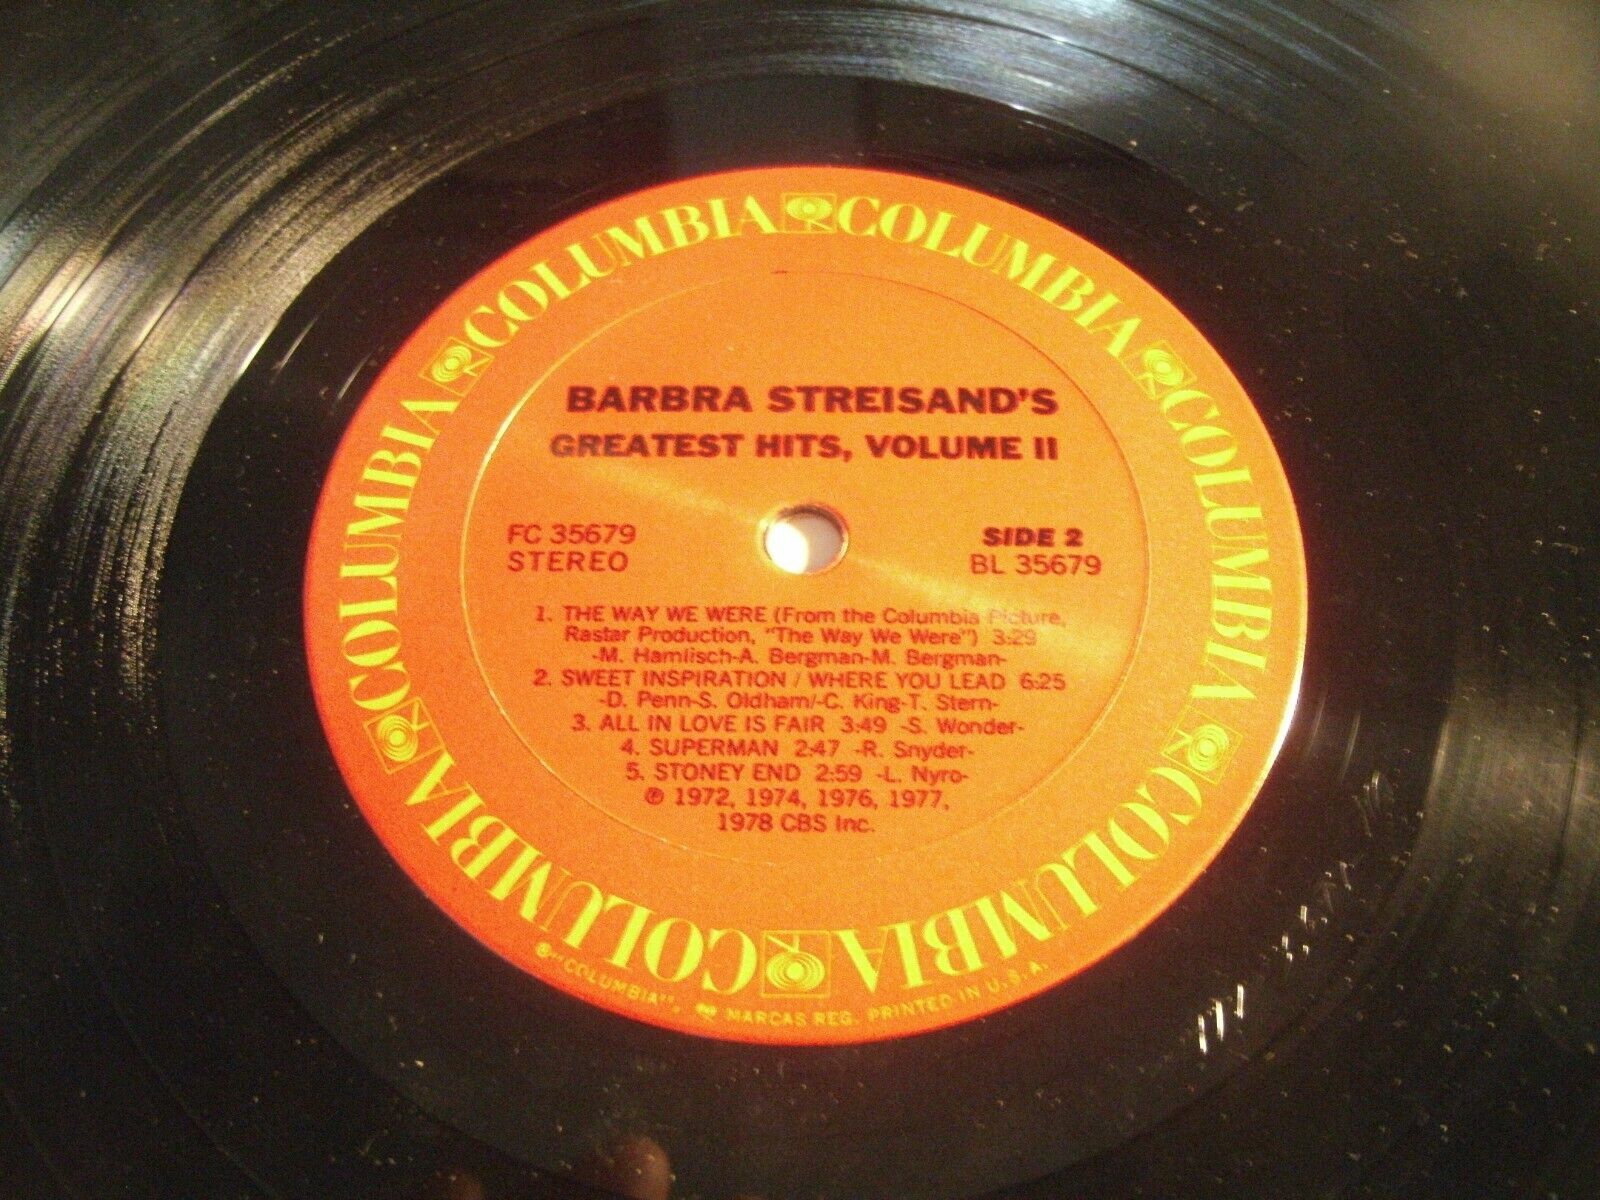 COLUMBIA COLUMBIA COLUMBIA COLUMBIA COLUMBIA COLUMBIA
BARBRA STREISAND'S
GREATEST HITS, VOLUME II
FC 35679
STEREO
SIDE 2
BL 35679
1. THE WAY WE WERE (From the Columbia Picture,
Rastar Production, "The Way We Were") 3:29
-M. Hamlisch-A. Bergman-M. Bergman-
2. SWEET INSPIRATION / WHERE YOU LEAD 6:25
-D. Penn-S. Oldham/-C. King-T. Stern-
3. ALL IN LOVE IS FAIR 3:49 -S. Wonder-
4. SUPERMAN 2:47 -R. Snyder-
5. STONEY END 2:59 -L. Nyro-
℗ 1972, 1974, 1976, 1977,
1978 CBS Inc.
®"COLUMBIA", MARCAS REG. PRINTED IN U.S.A.